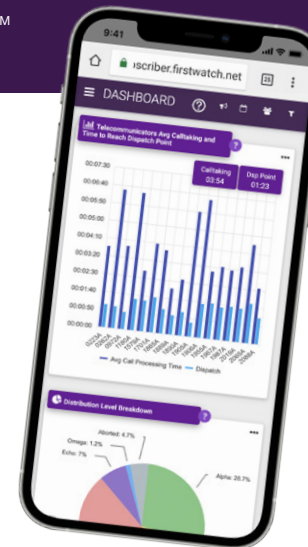 M
9:41
oscriber.firstwatch.net
25
DASHBOARD
?
Telecommunicators Avg Calltaking and
Time to Reach Dispatch Point
?
Calltaking
03:54
Dsp Point
01:23
00:07:30
00:06:40
00:05:50
00:05:00
00:04:10
00:03:20
00:02:30
00:01:40
00:00:50
00:00:00
Avg Call Processing Time
Dispatch
Distribution Level Breakdown
?
Aborted: 4.7%
Omega: 1.2%
Echo: 7%
Alpha: 28.7%